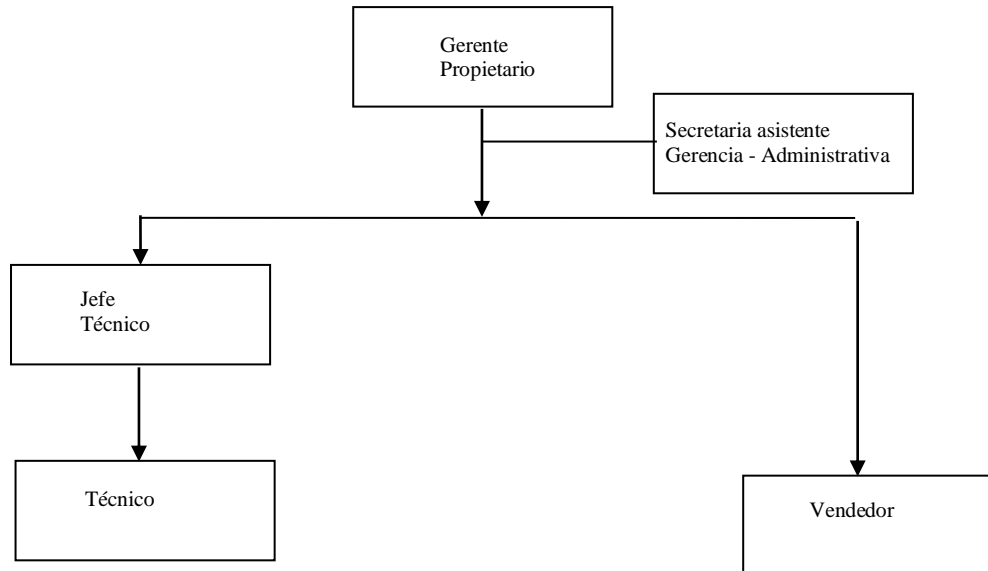 Gerente
Propietario
Secretaria asistente
Gerencia - Administrativa
Jefe
Técnico
Técnico
Vendedor